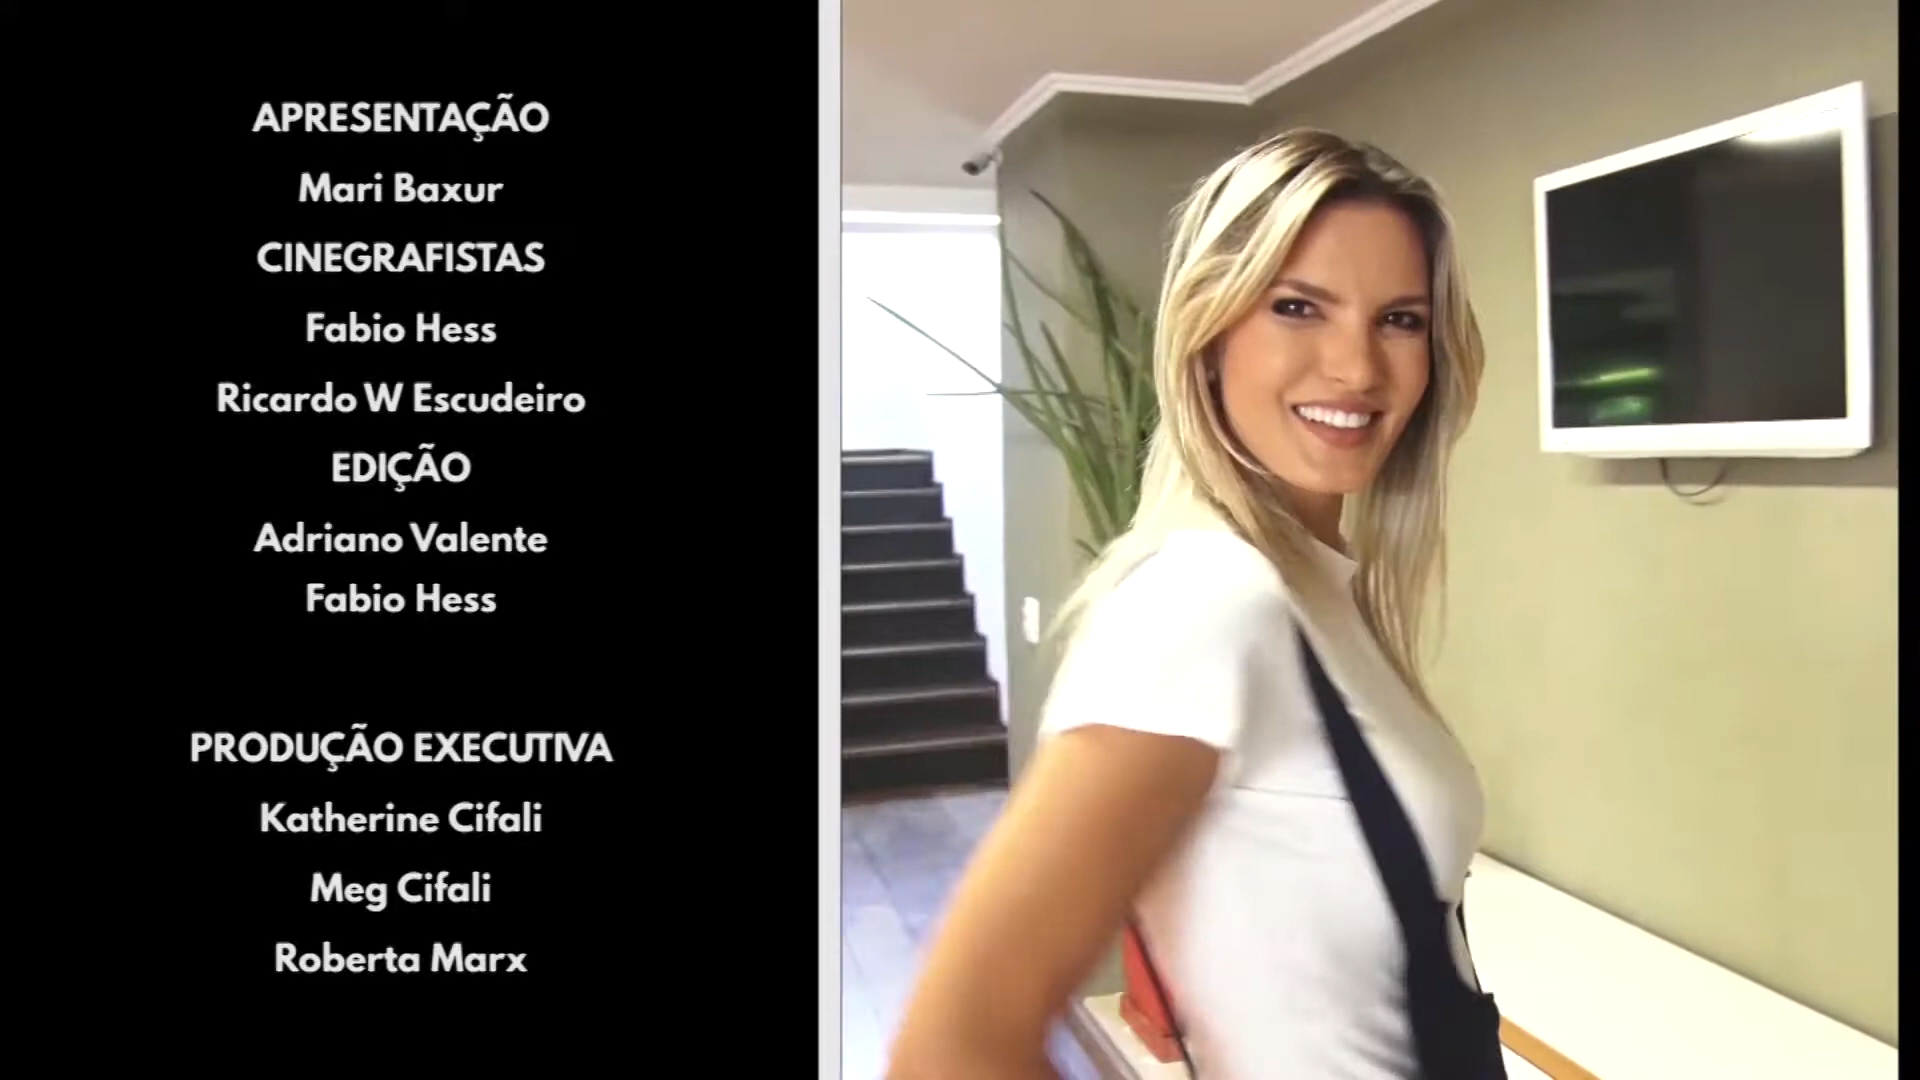 APRESENTAÇÃO
Mari Baxur
CINEGRAFISTAS
Fabio Hess
Ricardo W Escudeiro
EDIÇÃO
Adriano Valente
Fabio Hess
PRODUÇÃO EXECUTIVA
Katherine Cifali
Meg Cifali
Roberta Marx